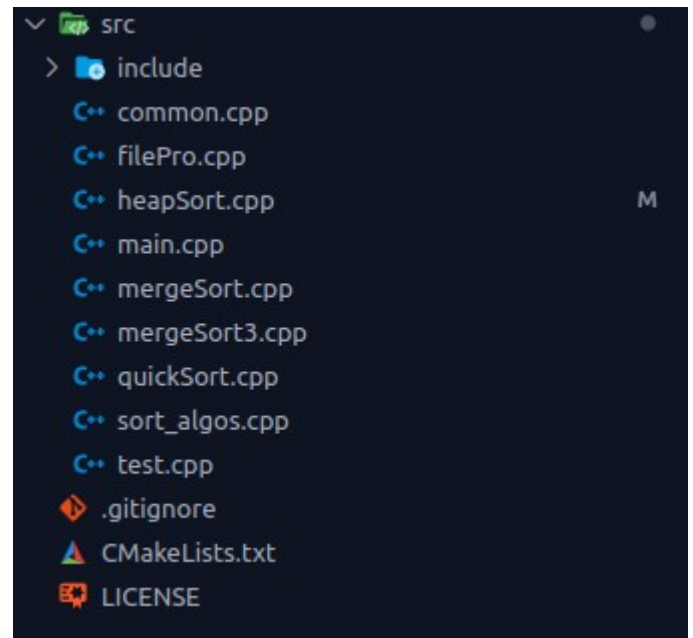 src
include
C++ common.cpp
C++ filePro.cpp
C++ heapSort.cpp M
C++ main.cpp
C++ mergeSort.cpp
C++ mergeSort3.cpp
C++ quickSort.cpp
C++ sort_algos.cpp
C++ test.cpp
.gitignore
CMakeLists.txt
LICENSE